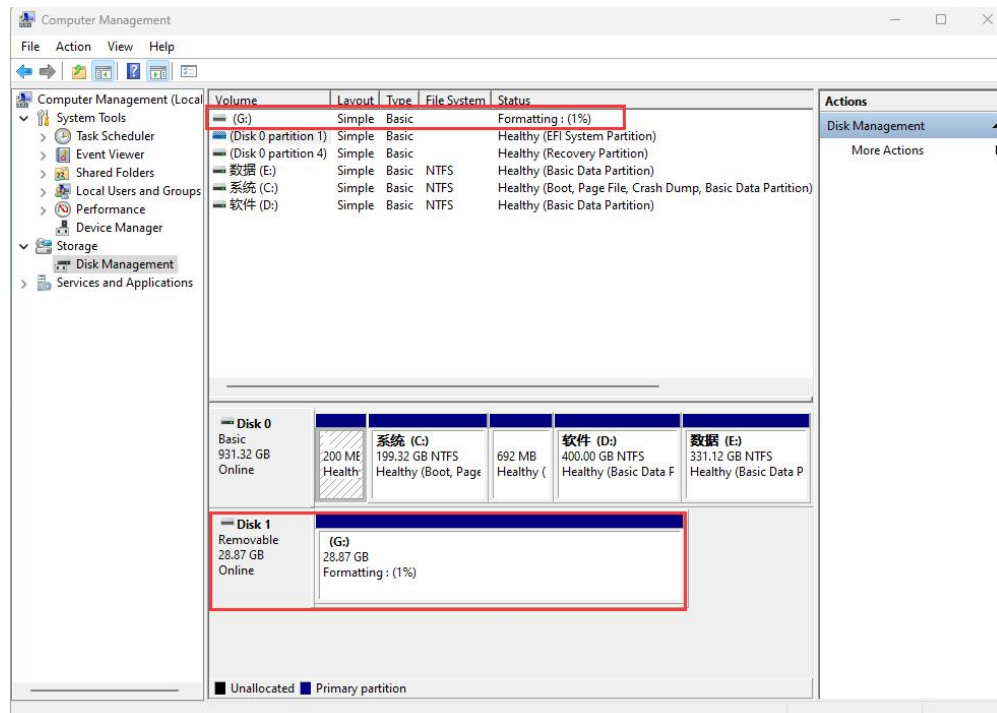 Computer Management
File Action View Help
Computer Management (Local
System Tools
Task Scheduler
Event Viewer
Shared Folders
Local Users and Groups
Performance
Device Manager
Storage
Disk Management
Services and Applications
Volume Layout Type File System Status
(G:) Simple Basic Formatting : (1%)
(Disk 0 partition 1) Simple Basic Healthy (EFI System Partition)
(Disk 0 partition 4) Simple Basic Healthy (Recovery Partition)
数据 (E:) Simple Basic NTFS Healthy (Basic Data Partition)
系统 (C:) Simple Basic NTFS Healthy (Boot, Page File, Crash Dump, Basic Data Partition)
软件 (D:) Simple Basic NTFS Healthy (Basic Data Partition)
Disk 0
Basic
931.32 GB
Online
200 ME
Health
系统 (C:)
199.32 GB NTFS
Healthy (Boot, Page
692 MB
Healthy (
软件 (D:)
400.00 GB NTFS
Healthy (Basic Data F
数据 (E:)
331.12 GB NTFS
Healthy (Basic Data P
Disk 1
Removable
28.87 GB
Online
(G:)
28.87 GB
Formatting : (1%)
Unallocated Primary partition
Actions
Disk Management
More Actions